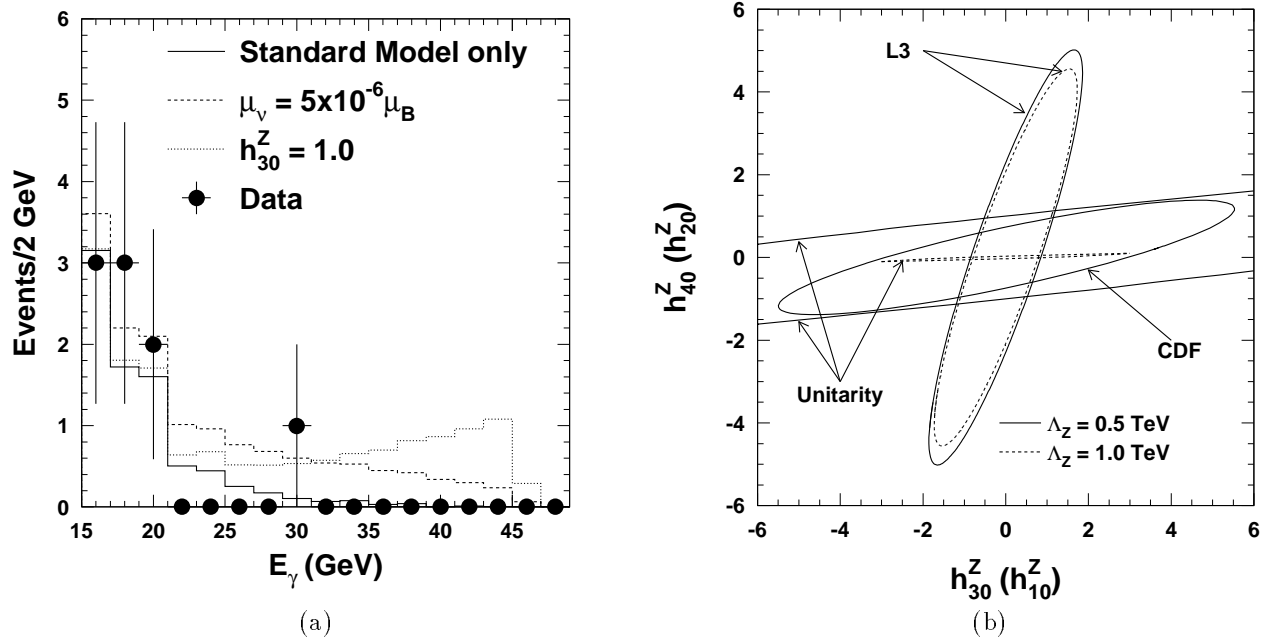 Standard Model only
μν = 5x10⁻⁶μB
h₃₀ᶻ = 1.0
Data
Events/2 GeV
6
5
4
3
2
1
0
15 20 25 30 35 40 45
Eγ (GeV)
(a)
h₄₀ᶻ (h₂₀ᶻ)
6
4
2
0
-2
-4
-6
L3
CDF
Unitarity
Λz = 0.5 TeV
Λz = 1.0 TeV
-6 -4 -2 0 2 4 6
h₃₀ᶻ (h₁₀ᶻ)
(b)